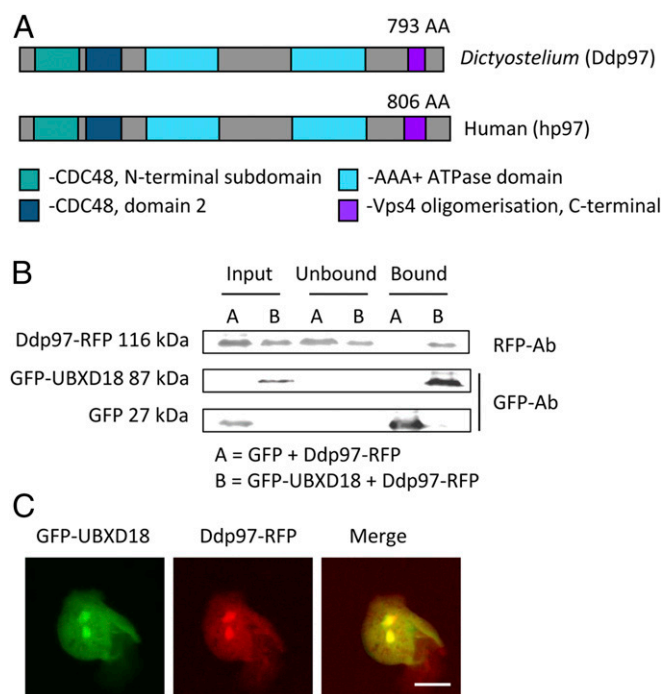 A
793 AA
Dictyostelium (Ddp97)
806 AA
Human (hp97)
-CDC48, N-terminal subdomain
-AAA+ ATPase domain
-CDC48, domain 2
-Vps4 oligomerisation, C-terminal
B
Input Unbound Bound
A B A B A B
Ddp97-RFP 116 kDa
RFP-Ab
GFP-UBXD18 87 kDa
GFP-Ab
GFP 27 kDa
A = GFP + Ddp97-RFP
B = GFP-UBXD18 + Ddp97-RFP
C
GFP-UBXD18 Ddp97-RFP Merge